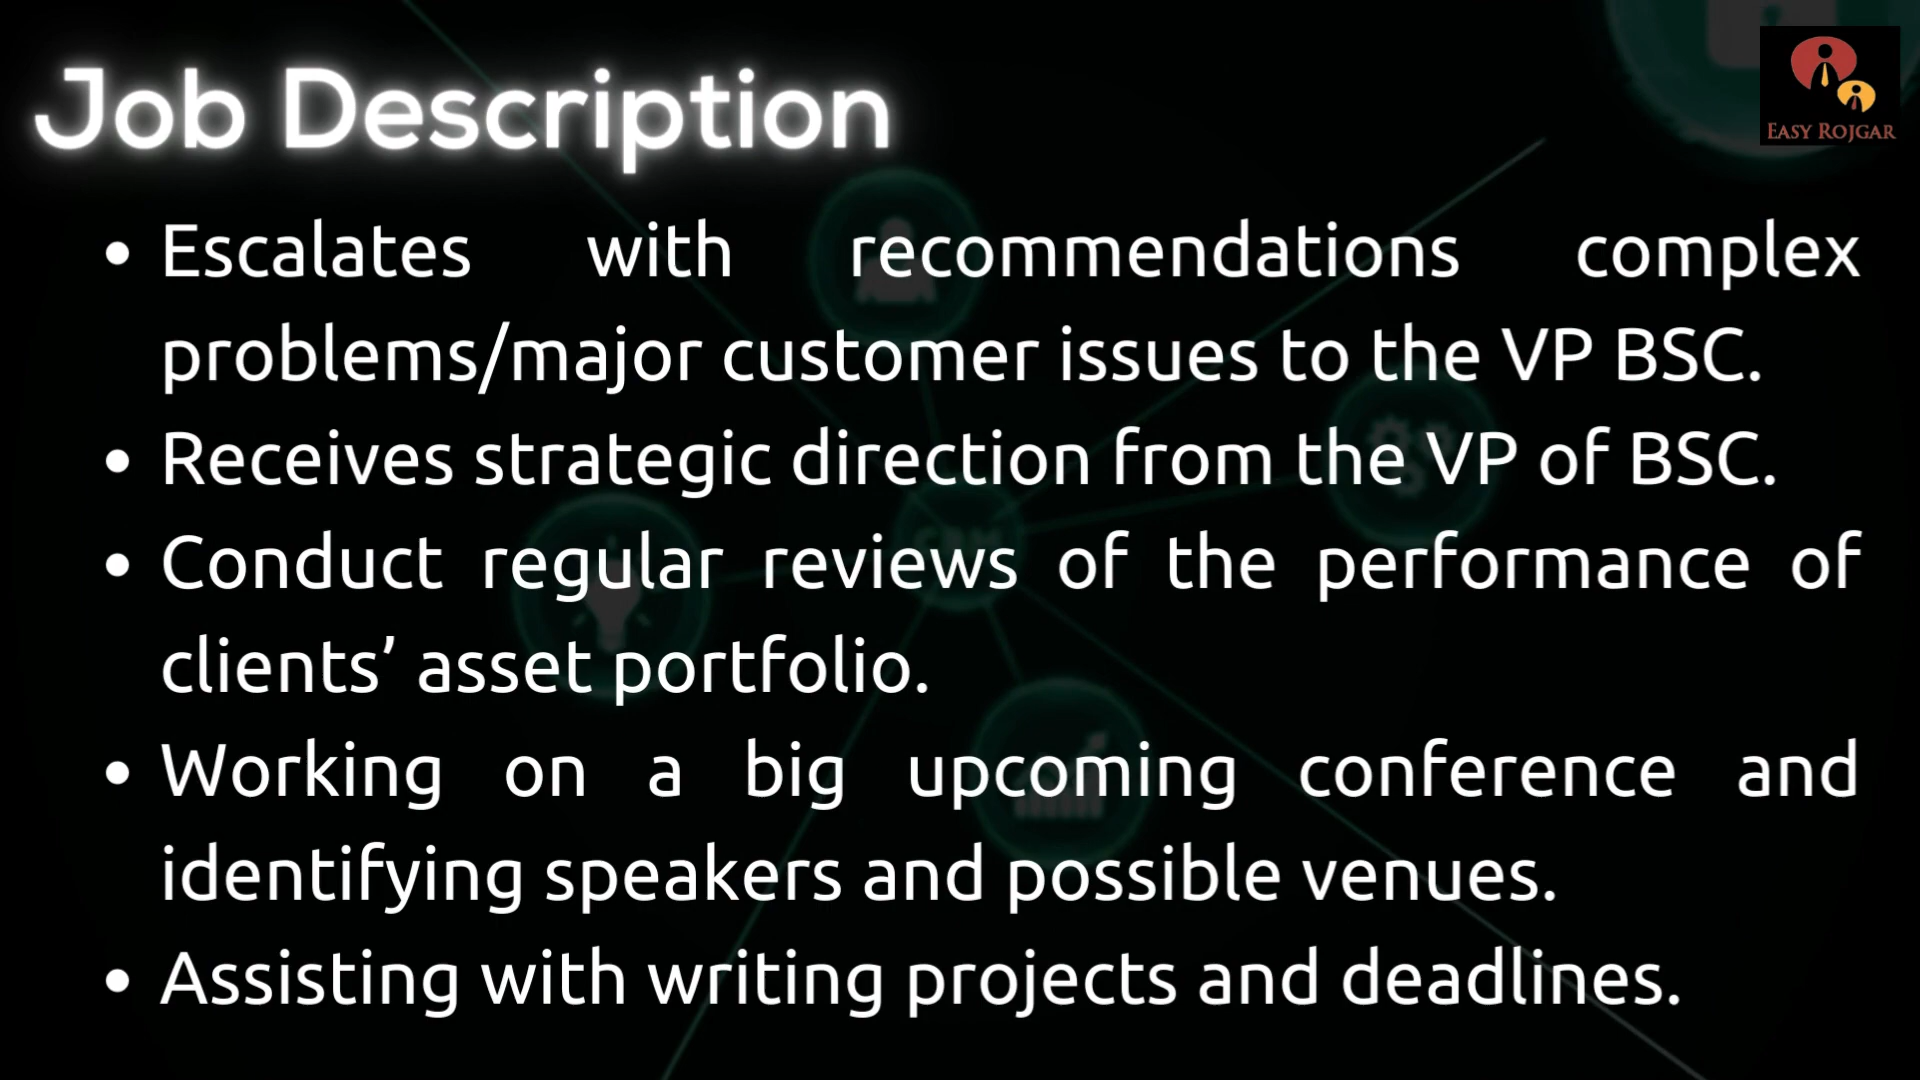 Job Description
EASY ROJGAR
• Escalates with recommendations complex
problems/major customer issues to the VP BSC.
• Receives strategic direction from the VP of BSC.
• Conduct regular reviews of the performance of
clients’ asset portfolio.
• Working on a big upcoming conference and
identifying speakers and possible venues.
• Assisting with writing projects and deadlines.
CRM